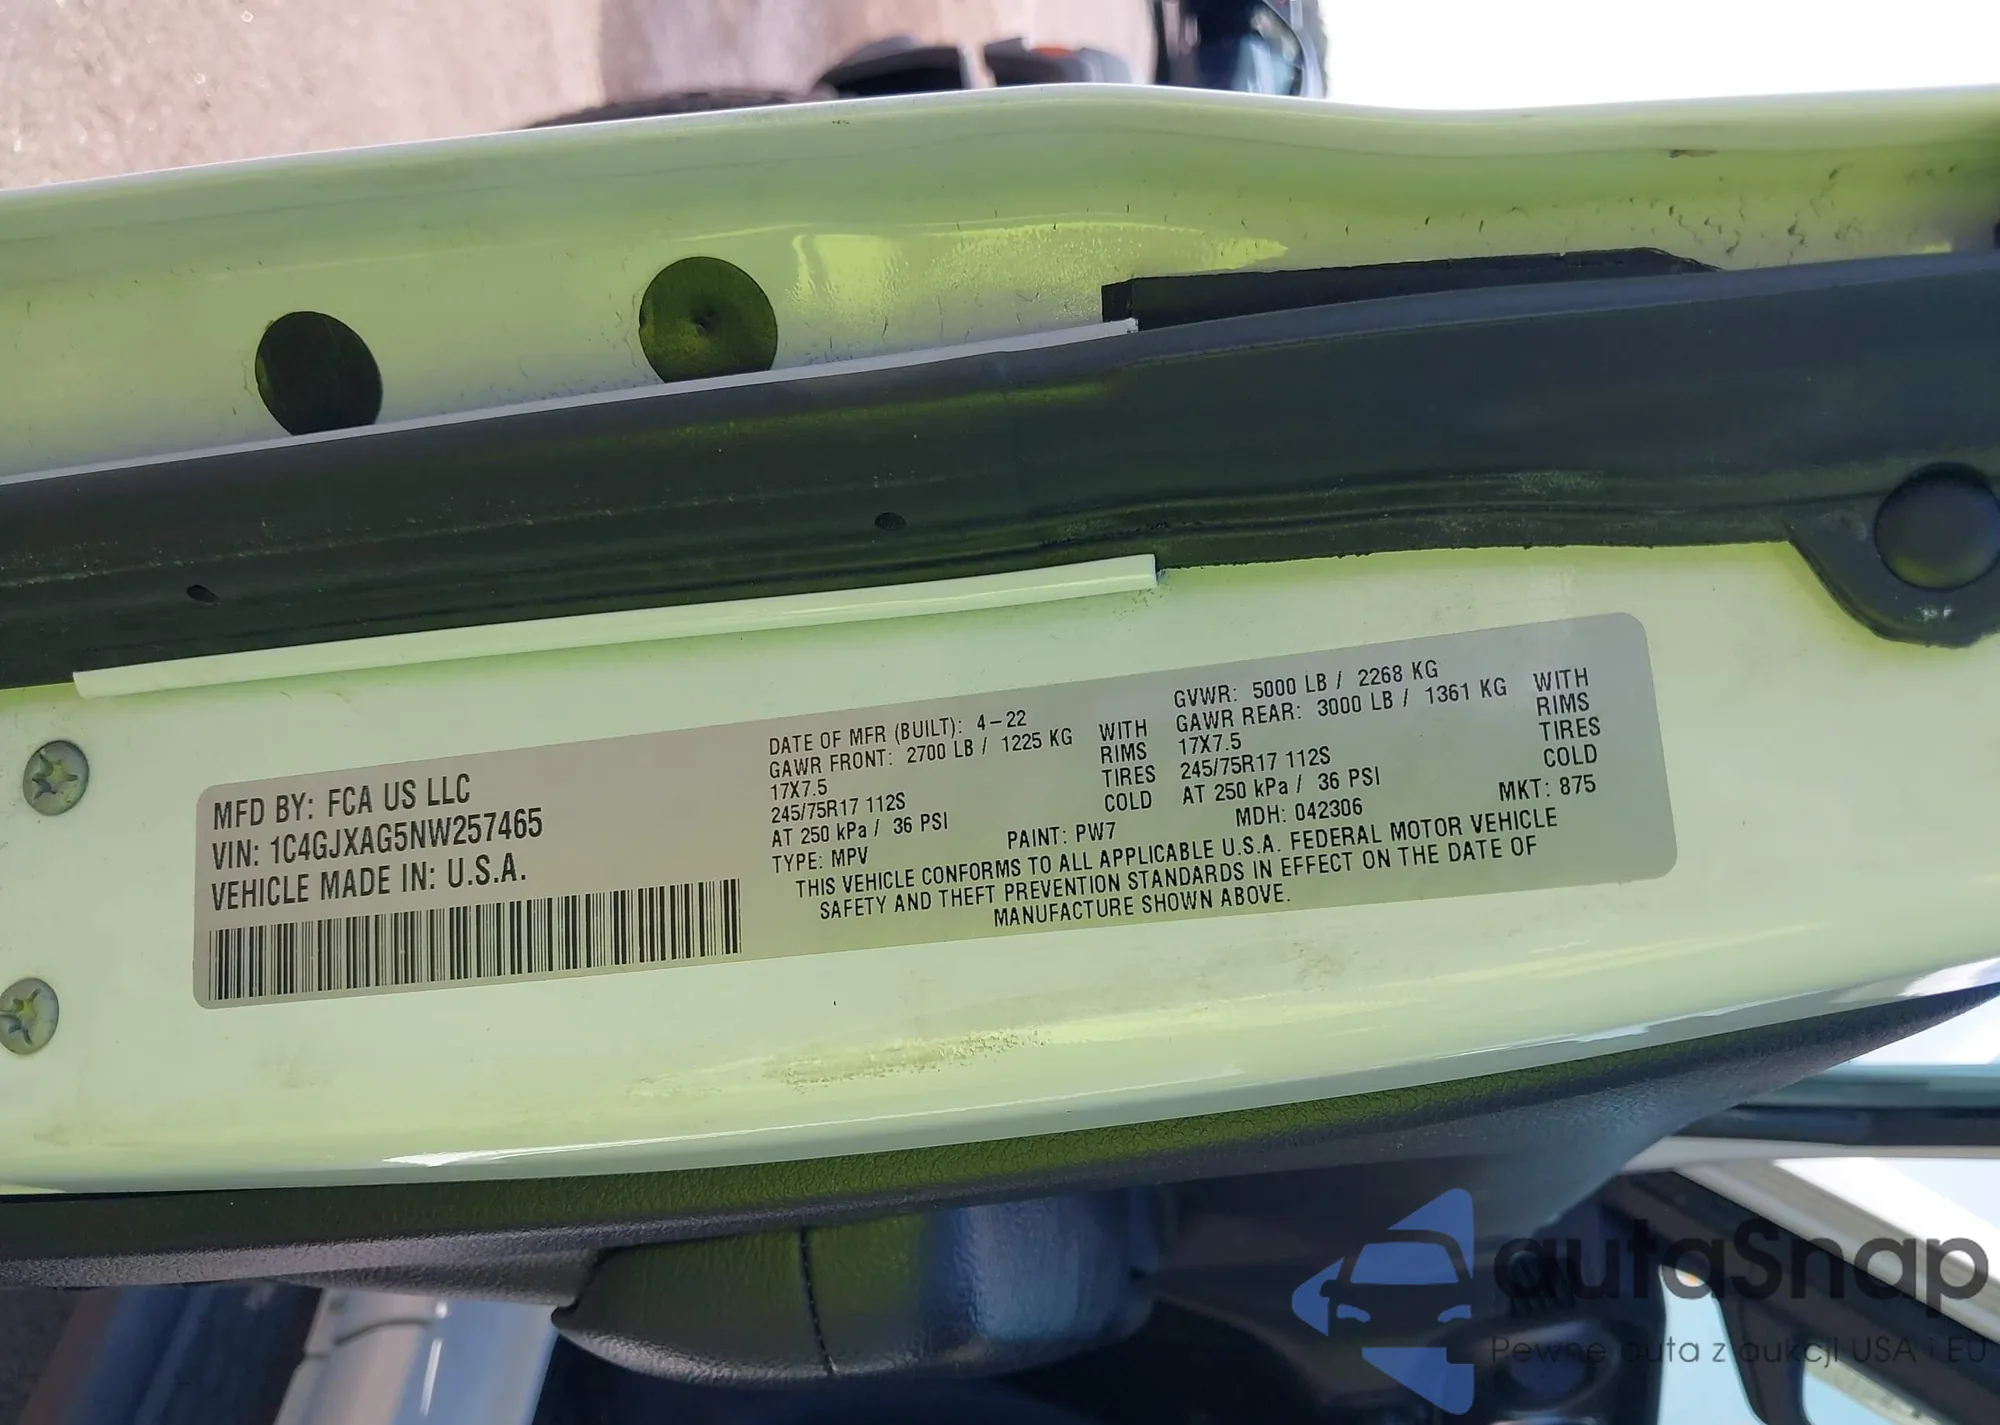 MFD BY: FCA US LLC
VIN: 1C4GJXAG5NW257465
VEHICLE MADE IN: U.S.A.
DATE OF MFR (BUILT): 4-22
GAWR FRONT: 2700 LB / 1225 KG WITH
17X7.5 RIMS
245/75R17 112S TIRES
AT 250 kPa / 36 PSI COLD
GVWR: 5000 LB / 2268 KG
GAWR REAR: 3000 LB / 1361 KG WITH
17X7.5 RIMS
245/75R17 112S TIRES
AT 250 kPa / 36 PSI COLD
TYPE: MPV PAINT: PW7 MDH: 042306 MKT: 875
THIS VEHICLE CONFORMS TO ALL APPLICABLE U.S.A. FEDERAL MOTOR VEHICLE
SAFETY AND THEFT PREVENTION STANDARDS IN EFFECT ON THE DATE OF
MANUFACTURE SHOWN ABOVE.
autaSnap
Pewne auta z aukcji USA i EU